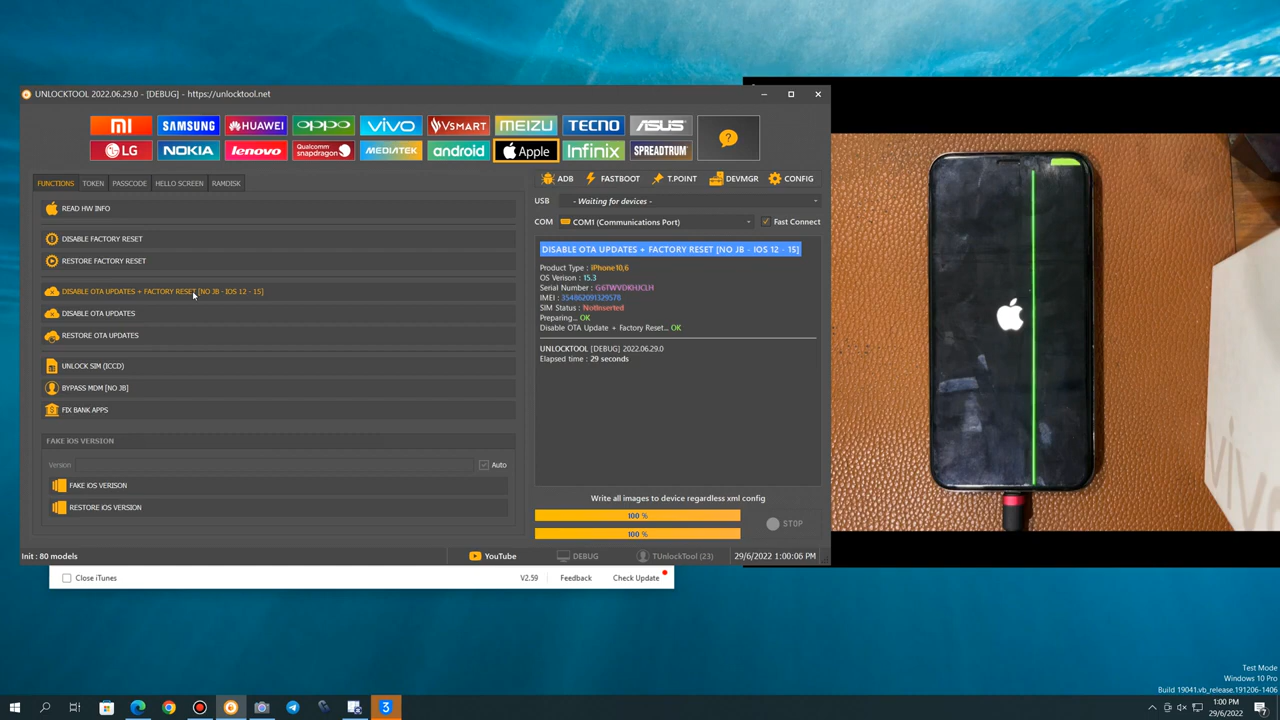 UNLOCKTOOL 2022.06.29.0 - [DEBUG] - https://unlocktool.net
mi SAMSUNG HUAWEI oppo vivo VSMART MEIZU TECNO ASUS
LG NOKIA lenovo Qualcomm snapdragon MEDIATEK android Apple Infinix SPREADTRUM
?
FUNCTIONS TOKEN PASSCODE HELLO SCREEN RAMDISK
ADB FASTBOOT T.POINT DEVMGR CONFIG
READ HW INFO
DISABLE FACTORY RESET
RESTORE FACTORY RESET
DISABLE OTA UPDATES + FACTORY RESET [NO JB - IOS 12 - 15]
DISABLE OTA UPDATES
RESTORE OTA UPDATES
UNLOCK SIM (ICCD)
BYPASS MDM [NO JB]
FIX BANK APPS
FAKE iOS VERSION
Version Auto
FAKE iOS VERISON
RESTORE iOS VERSION
USB - Waiting for devices -
COM COM1 (Communications Port) Fast Connect
DISABLE OTA UPDATES + FACTORY RESET [NO JB - IOS 12 - 15]
Product Type : iPhone10,6
OS Verison : 15.3
Serial Number : G6TWVDKHJCLH
IMEI : 354862091329578
SIM Status : NotInserted
Preparing... OK
Disable OTA Update + Factory Reset... OK
UNLOCKTOOL [DEBUG] 2022.06.29.0
Elapsed time : 29 seconds
Write all images to device regardless xml config
100 %
100 %
STOP
Init : 80 models YouTube DEBUG TUnlockTool (23) 29/6/2022 1:00:06 PM
Close iTunes V2.59 Feedback Check Update
Test Mode
Windows 10 Pro
Build 19041.vb_release.191206-1406
3
1:00 PM
29/6/2022
7